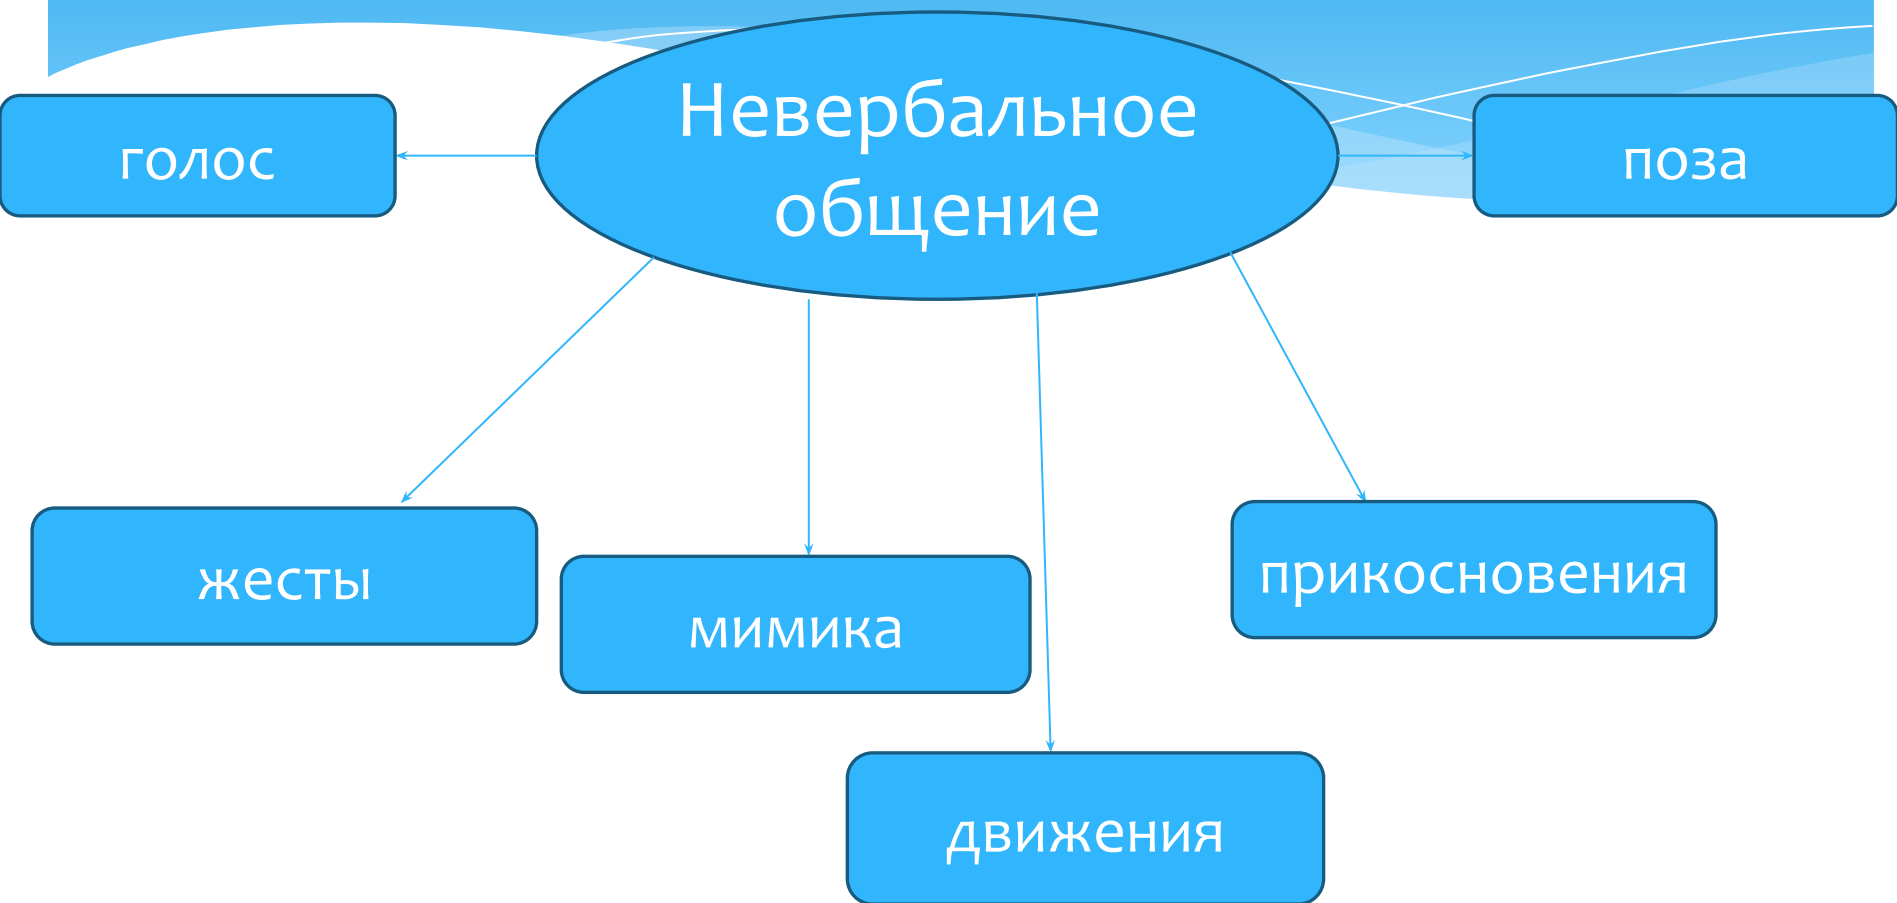 Невербальное
общение
голос
поза
жесты
мимика
прикосновения
движения